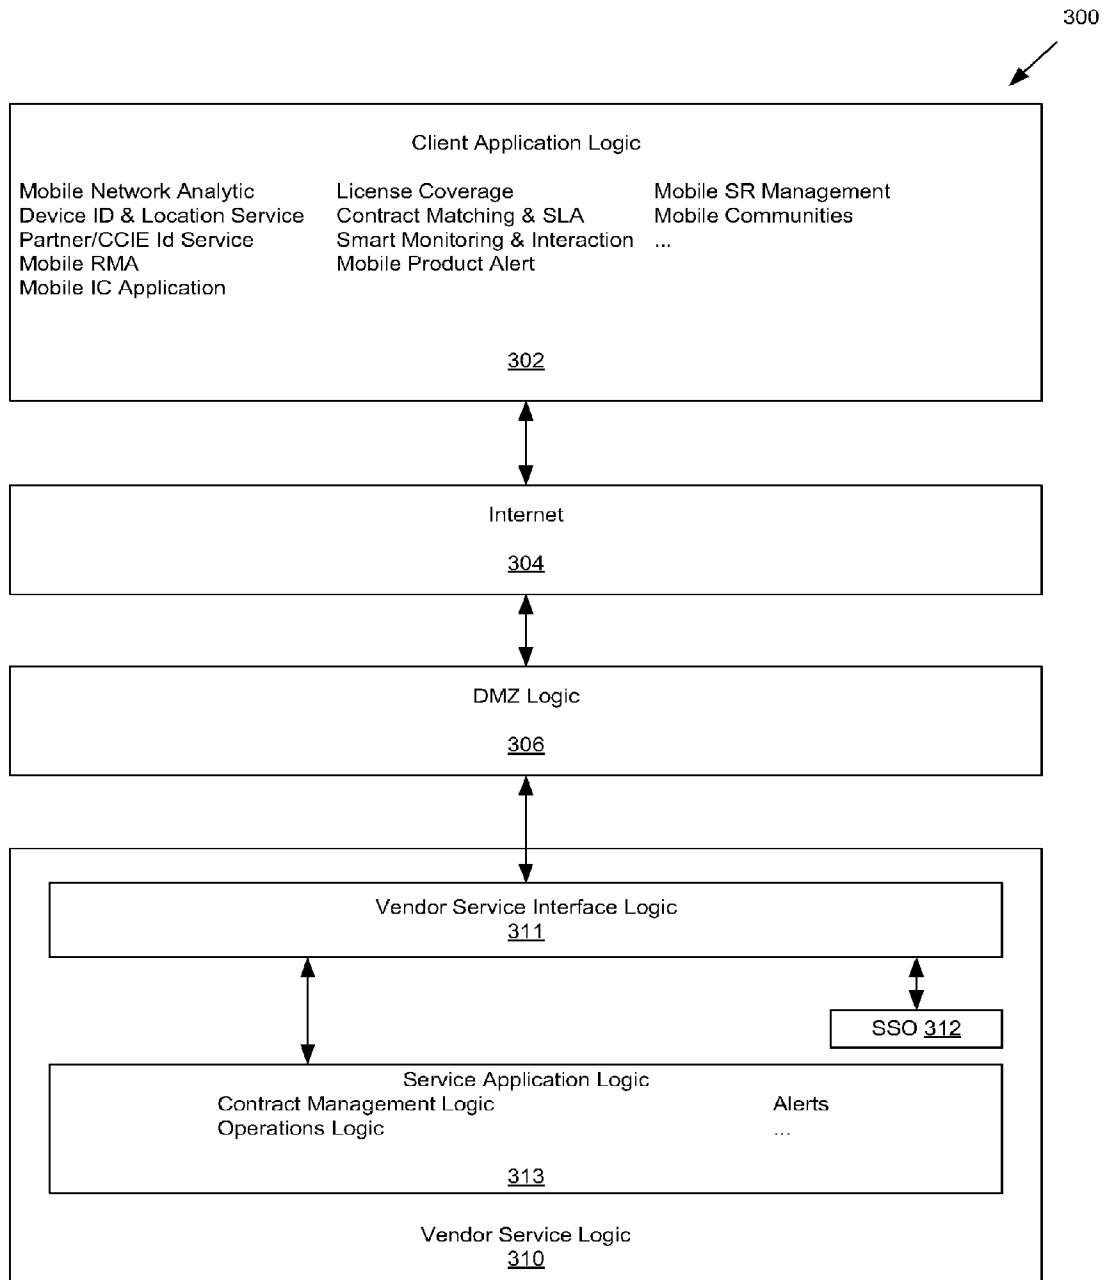 300
Client Application Logic
Mobile Network Analytic
Device ID & Location Service
Partner/CCIE Id Service
Mobile RMA
Mobile IC Application
License Coverage
Contract Matching & SLA
Smart Monitoring & Interaction
Mobile Product Alert
Mobile SR Management
Mobile Communities
...
302
Internet
304
DMZ Logic
306
Vendor Service Interface Logic
311
SSO 312
Service Application Logic
Contract Management Logic
Operations Logic
Alerts
...
313
Vendor Service Logic
310